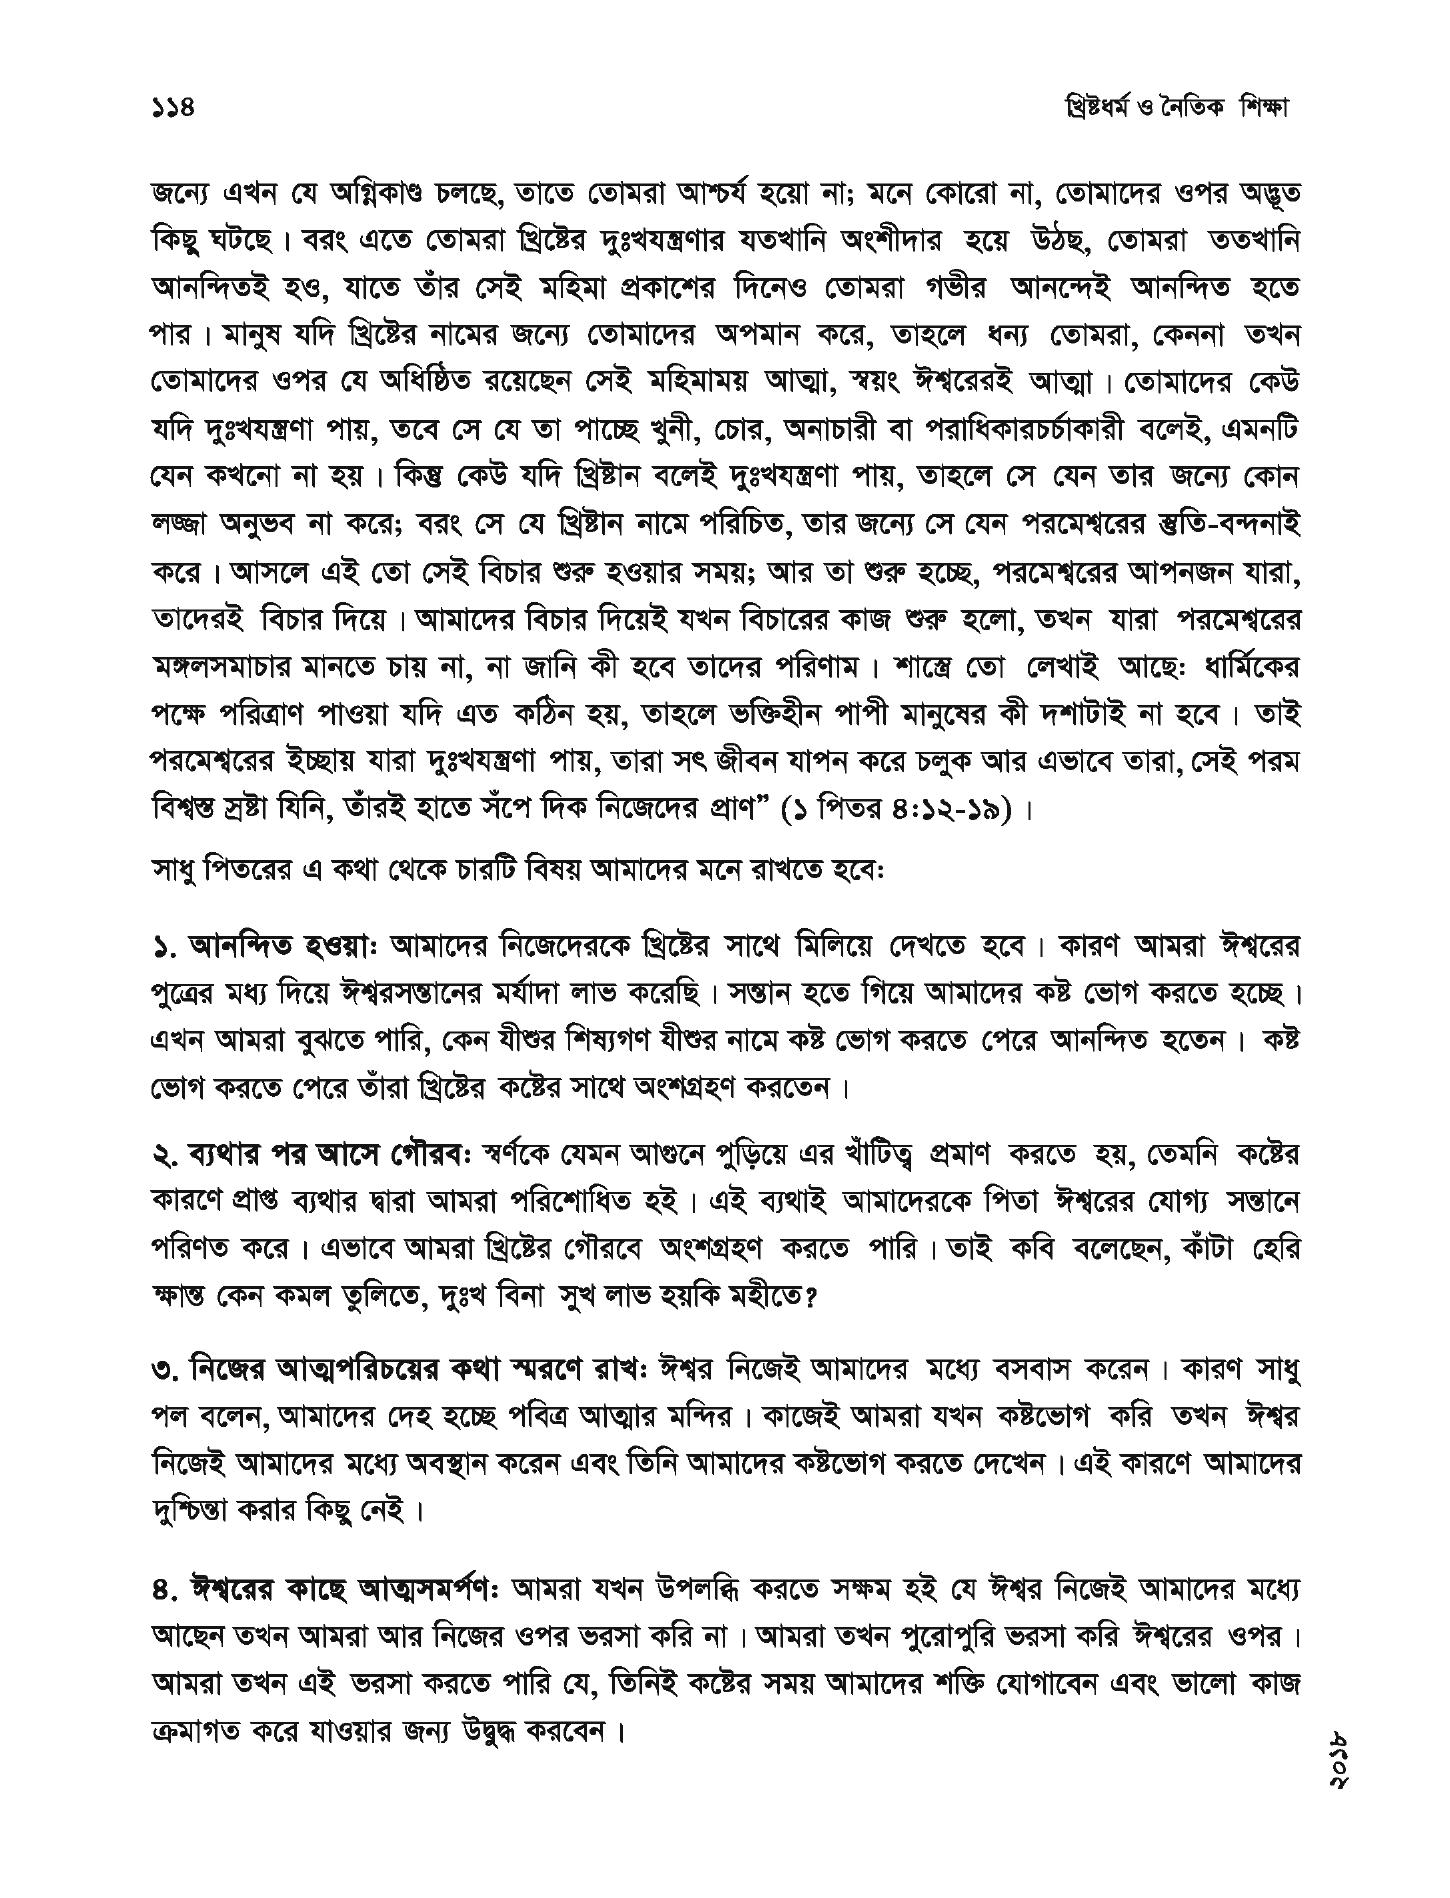 ১১৪
খ্রিষ্টধর্ম ও নৈতিক শিক্ষা
জন্যে এখন যে অগ্নিকাণ্ড চলছে, তাতে তোমরা আশ্চর্য হয়ো না; মনে কোরো না, তোমাদের ওপর অদ্ভূত
কিছু ঘটছে। বরং এতে তোমরা খ্রিষ্টের দুঃখযন্ত্রণার যতখানি অংশীদার হয়ে উঠছ, তোমরা ততখানি
আনন্দিতই হও, যাতে তাঁর সেই মহিমা প্রকাশের দিনেও তোমরা গভীর আনন্দেই আনন্দিত হতে
পার। মানুষ যদি খ্রিষ্টের নামের জন্যে তোমাদের অপমান করে, তাহলে ধন্য তোমরা, কেননা তখন
তোমাদের ওপর যে অধিষ্ঠিত রয়েছেন সেই মহিমাময় আত্মা, স্বয়ং ঈশ্বরেরই আত্মা। তোমাদের কেউ
যদি দুঃখযন্ত্রণা পায়, তবে সে যে তা পাচ্ছে খুনী, চোর, অনাচারী বা পরাধিকারচর্চাকারী বলেই, এমনটি
যেন কখনো না হয়। কিন্তু কেউ যদি খ্রিষ্টান বলেই দুঃখযন্ত্রণা পায়, তাহলে সে যেন তার জন্যে কোন
লজ্জা অনুভব না করে; বরং সে যে খ্রিষ্টান নামে পরিচিত, তার জন্যে সে যেন পরমেশ্বরের স্তুতি-বন্দনাই
করে। আসলে এই তো সেই বিচার শুরু হওয়ার সময়; আর তা শুরু হচ্ছে, পরমেশ্বরের আপনজন যারা,
তাদেরই বিচার দিয়ে। আমাদের বিচার দিয়েই যখন বিচারের কাজ শুরু হলো, তখন যারা পরমেশ্বরের
মঙ্গলসমাচার মানতে চায় না, না জানি কী হবে তাদের পরিণাম। শাস্ত্রে তো লেখাই আছে: ধার্মিকের
পক্ষে পরিত্রাণ পাওয়া যদি এত কঠিন হয়, তাহলে ভক্তিহীন পাপী মানুষের কী দশাটাই না হবে। তাই
পরমেশ্বরের ইচ্ছায় যারা দুঃখযন্ত্রণা পায়, তারা সৎ জীবন যাপন করে চলুক আর এভাবে তারা, সেই পরম
বিশ্বস্ত স্রষ্টা যিনি, তাঁরই হাতে সঁপে দিক নিজেদের প্রাণ” (১ পিতর ৪:১২-১৯)।
সাধু পিতরের এ কথা থেকে চারটি বিষয় আমাদের মনে রাখতে হবে:
১. আনন্দিত হওয়া: আমাদের নিজেদেরকে খ্রিষ্টের সাথে মিলিয়ে দেখতে হবে। কারণ আমরা ঈশ্বরের
পুত্রের মধ্য দিয়ে ঈশ্বরসন্তানের মর্যাদা লাভ করেছি। সন্তান হতে গিয়ে আমাদের কষ্ট ভোগ করতে হচ্ছে।
এখন আমরা বুঝতে পারি, কেন যীশুর শিষ্যগণ যীশুর নামে কষ্ট ভোগ করতে পেরে আনন্দিত হতেন। কষ্ট
ভোগ করতে পেরে তাঁরা খ্রিষ্টের কষ্টের সাথে অংশগ্রহণ করতেন।
২. ব্যথার পর আসে গৌরব: স্বর্ণকে যেমন আগুনে পুড়িয়ে এর খাঁটিত্ব প্রমাণ করতে হয়, তেমনি কষ্টের
কারণে প্রাপ্ত ব্যথার দ্বারা আমরা পরিশোধিত হই। এই ব্যথাই আমাদেরকে পিতা ঈশ্বরের যোগ্য সন্তানে
পরিণত করে। এভাবে আমরা খ্রিষ্টের গৌরবে অংশগ্রহণ করতে পারি। তাই কবি বলেছেন, কাঁটা হেরি
ক্ষান্ত কেন কমল তুলিতে, দুঃখ বিনা সুখ লাভ হয়কি মহীতে?
৩. নিজের আত্মপরিচয়ের কথা স্মরণে রাখ: ঈশ্বর নিজেই আমাদের মধ্যে বসবাস করেন। কারণ সাধু
পল বলেন, আমাদের দেহ হচ্ছে পবিত্র আত্মার মন্দির। কাজেই আমরা যখন কষ্টভোগ করি তখন ঈশ্বর
নিজেই আমাদের মধ্যে অবস্থান করেন এবং তিনি আমাদের কষ্টভোগ করতে দেখেন। এই কারণে আমাদের
দুশ্চিন্তা করার কিছু নেই।
৪. ঈশ্বরের কাছে আত্মসমর্পণ: আমরা যখন উপলব্ধি করতে সক্ষম হই যে ঈশ্বর নিজেই আমাদের মধ্যে
আছেন তখন আমরা আর নিজের ওপর ভরসা করি না। আমরা তখন পুরোপুরি ভরসা করি ঈশ্বরের ওপর।
আমরা তখন এই ভরসা করতে পারি যে, তিনিই কষ্টের সময় আমাদের শক্তি যোগাবেন এবং ভালো কাজ
ক্রমাগত করে যাওয়ার জন্য উদ্বুদ্ধ করবেন।
২০১৮